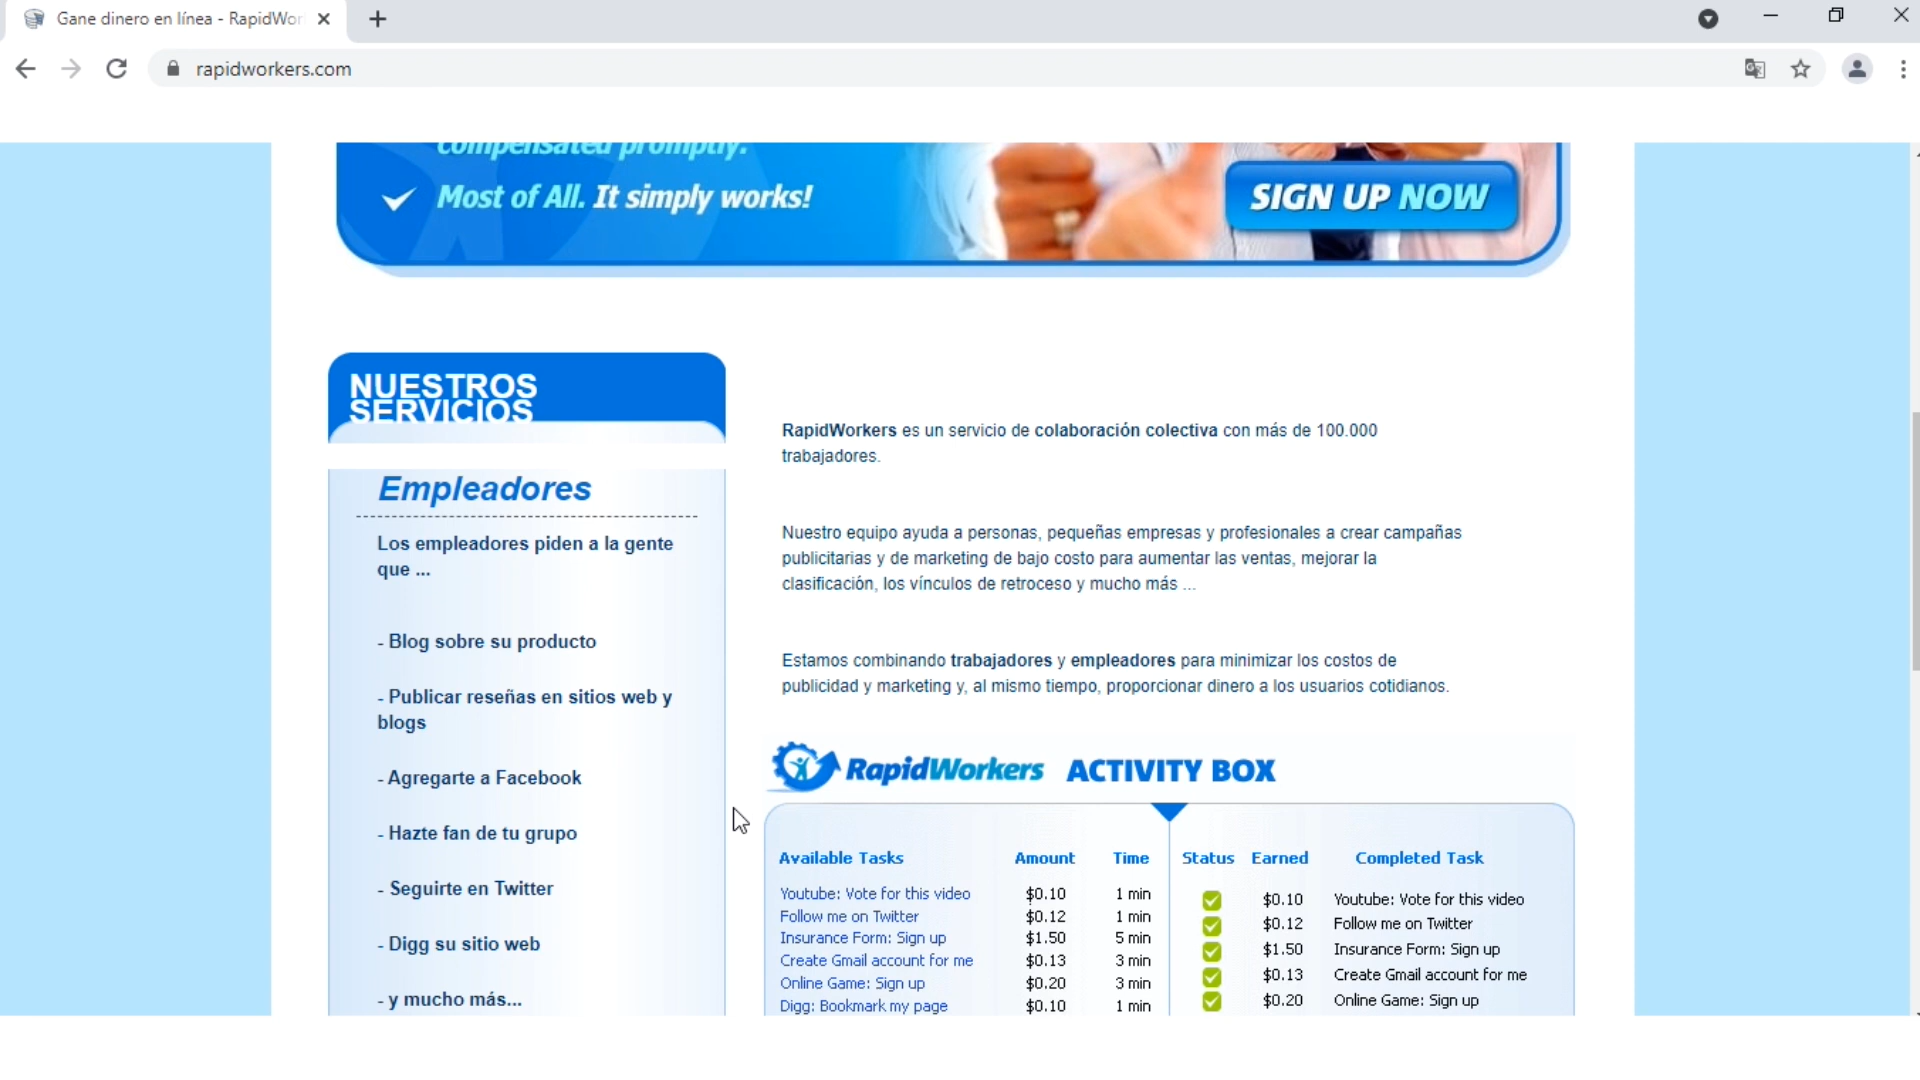 Gane dinero en línea - RapidWor
rapidworkers.com
compensated promptly.
Most of All. It simply works!
SIGN UP NOW
NUESTROS
SERVICIOS
Empleadores
Los empleadores piden a la gente
que ...
- Blog sobre su producto
- Publicar reseñas en sitios web y
blogs
- Agregarte a Facebook
- Hazte fan de tu grupo
- Seguirte en Twitter
- Digg su sitio web
- y mucho más...
RapidWorkers es un servicio de colaboración colectiva con más de 100.000
trabajadores.
Nuestro equipo ayuda a personas, pequeñas empresas y profesionales a crear campañas
publicitarias y de marketing de bajo costo para aumentar las ventas, mejorar la
clasificación, los vínculos de retroceso y mucho más ...
Estamos combinando trabajadores y empleadores para minimizar los costos de
publicidad y marketing y, al mismo tiempo, proporcionar dinero a los usuarios cotidianos.
RapidWorkers ACTIVITY BOX
Available Tasks Amount Time Status Earned Completed Task
Youtube: Vote for this video $0.10 1 min $0.10 Youtube: Vote for this video
Follow me on Twitter $0.12 1 min $0.12 Follow me on Twitter
Insurance Form: Sign up $1.50 5 min $1.50 Insurance Form: Sign up
Create Gmail account for me $0.13 3 min $0.13 Create Gmail account for me
Online Game: Sign up $0.20 3 min $0.20 Online Game: Sign up
Digg: Bookmark my page $0.10 1 min